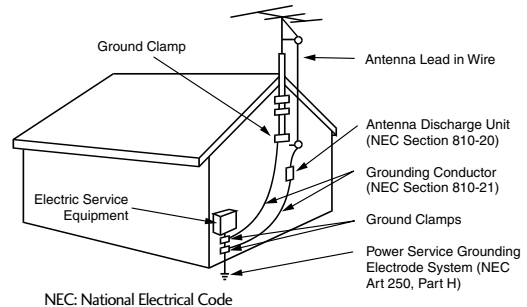 Ground Clamp
Antenna Lead in Wire
Antenna Discharge Unit
(NEC Section 810-20)
Grounding Conductor
(NEC Section 810-21)
Electric Service
Equipment
Ground Clamps
Power Service Grounding
Electrode System (NEC
Art 250, Part H)
NEC: National Electrical Code